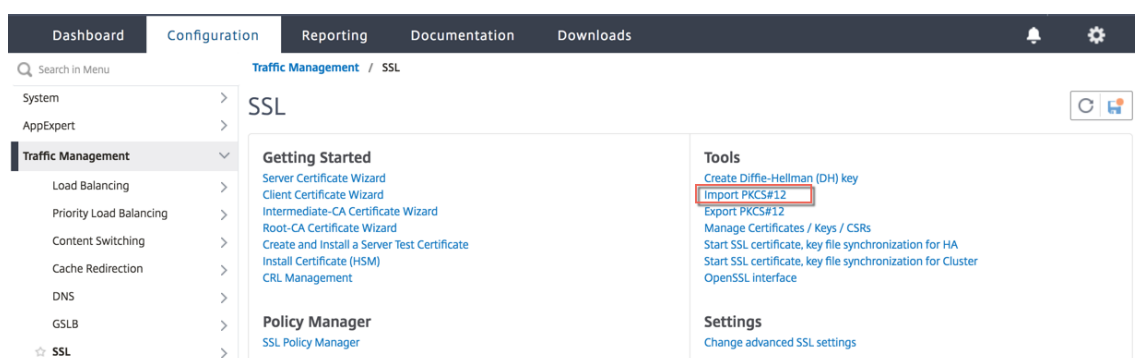 Dashboard Configuration Reporting Documentation Downloads
Search in Menu
System
AppExpert
Traffic Management
Load Balancing
Priority Load Balancing
Content Switching
Cache Redirection
DNS
GSLB
SSL
Traffic Management / SSL
SSL
Getting Started
Server Certificate Wizard
Client Certificate Wizard
Intermediate-CA Certificate Wizard
Root-CA Certificate Wizard
Create and Install a Server Test Certificate
Install Certificate (HSM)
CRL Management
Policy Manager
SSL Policy Manager
Tools
Create Diffie-Hellman (DH) key
Import PKCS#12
Export PKCS#12
Manage Certificates / Keys / CSRs
Start SSL certificate, key file synchronization for HA
Start SSL certificate, key file synchronization for Cluster
OpenSSL interface
Settings
Change advanced SSL settings